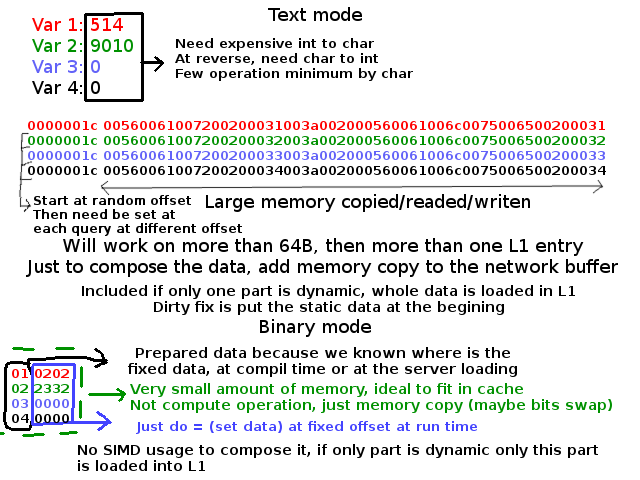 Text mode
Var 1: 514
Var 2: 9010
Var 3: 0
Var 4: 0
Need expensive int to char
At reverse, need char to int
Few operation minimum by char
0000001c 005600610072002000031003a002000560061006c0075006500200031
0000001c 005600610072002000032003a002000560061006c0075006500200032
0000001c 005600610072002000033003a002000560061006c0075006500200033
0000001c 005600610072002000034003a002000560061006c0075006500200034
Start at random offset
Then need be set at
each query at different offset
Large memory copied/readed/writen
Will work on more than 64B, then more than one L1 entry
Just to compose the data, add memory copy to the network buffer
Included if only one part is dynamic, whole data is loaded in L1
Dirty fix is put the static data at the begining
Binary mode
01 0202
02 2332
03 0000
04 0000
Prepared data because we known where is the
fixed data, at compil time or at the server loading
Very small amount of memory, ideal to fit in cache
Not compute operation, just memory copy (maybe bits swap)
Just do = (set data) at fixed offset at run time
No SIMD usage to compose it, if only part is dynamic only this part
is loaded into L1